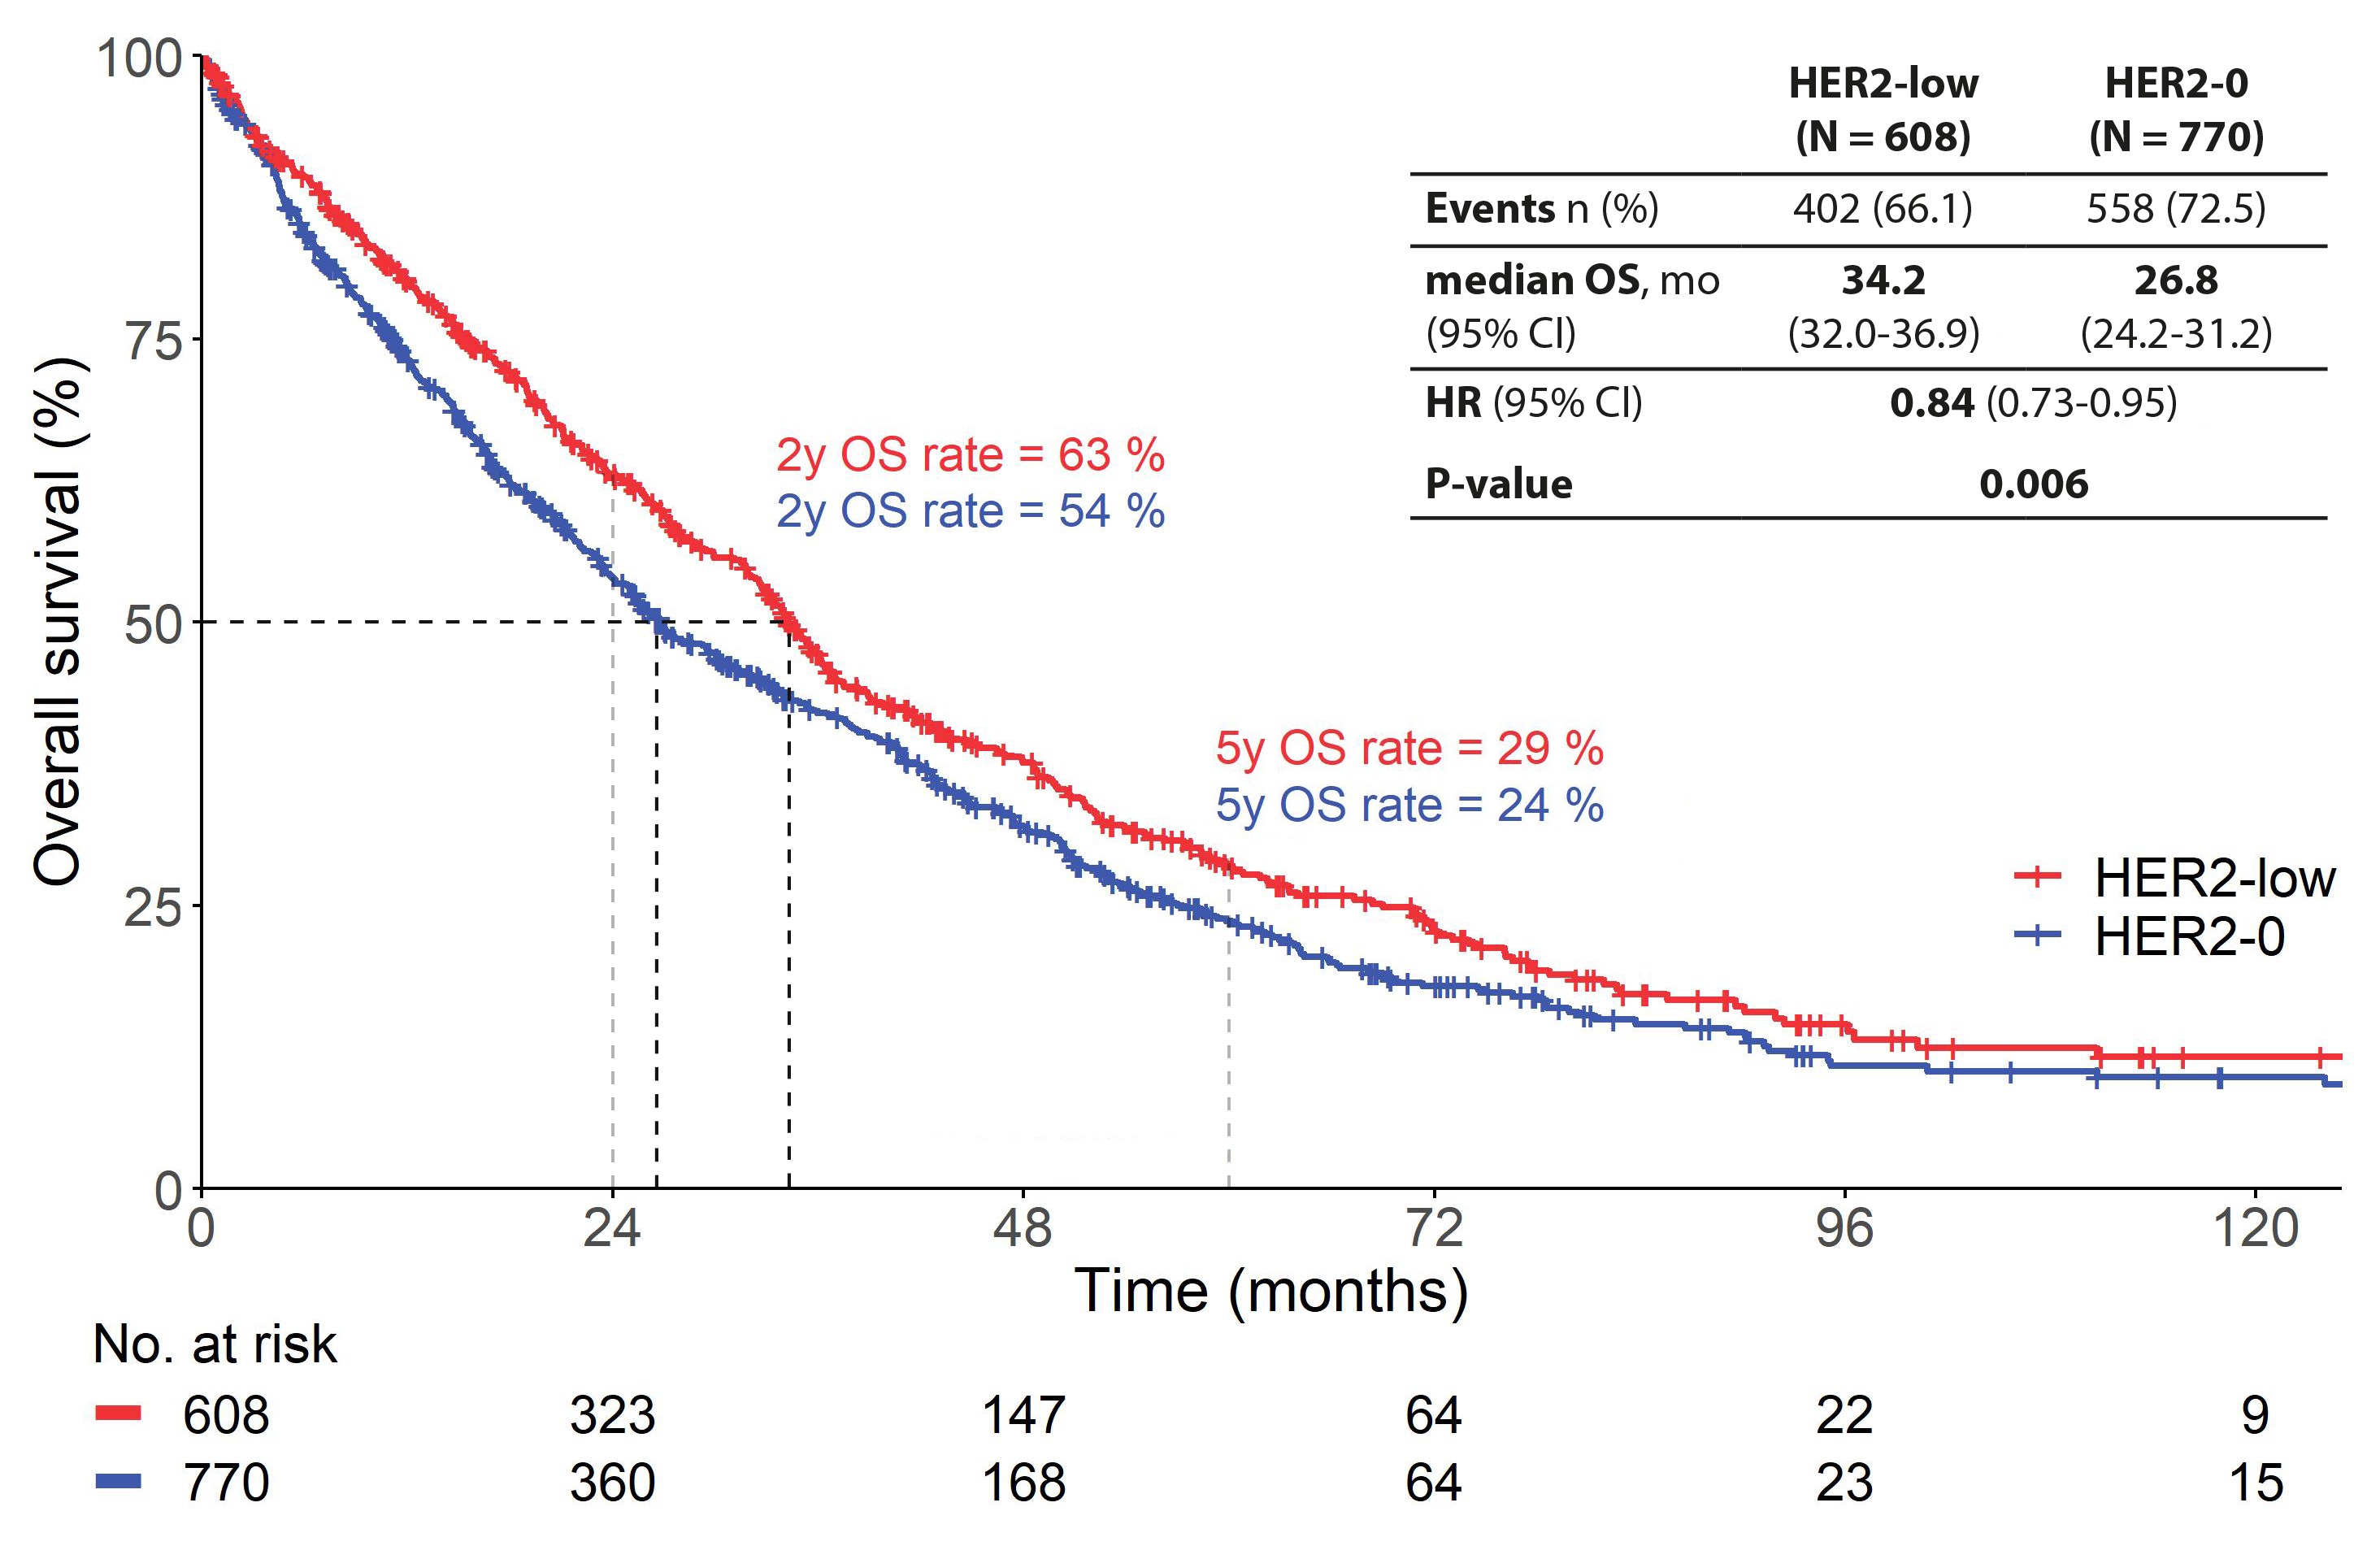 100
75
50
25
0
Overall survival (%)
HER2-low HER2-0
(N = 608) (N = 770)
Events n (%) 402 (66.1) 558 (72.5)
median OS, mo 34.2 26.8
(95% CI) (32.0-36.9) (24.2-31.2)
HR (95% CI) 0.84 (0.73-0.95)
P-value 0.006
2y OS rate = 63 %
2y OS rate = 54 %
5y OS rate = 29 %
5y OS rate = 24 %
HER2-low
HER2-0
0 24 48 72 96 120
Time (months)
No. at risk
608 323 147 64 22 9
770 360 168 64 23 15